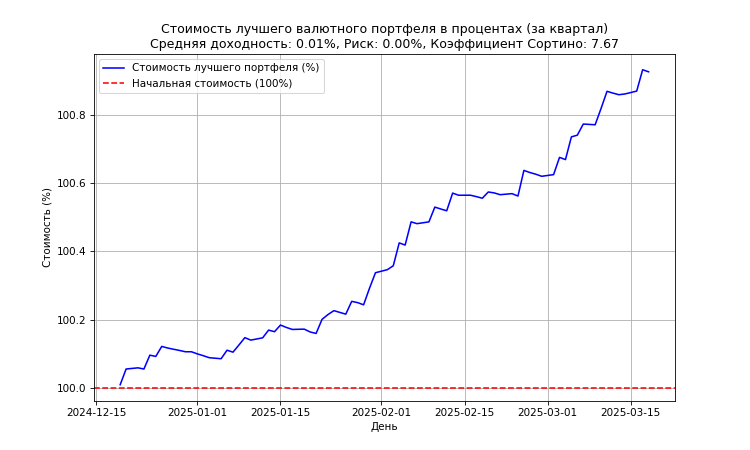 Стоимость лучшего валютного портфеля в процентах (за квартал)
Средняя доходность: 0.01%, Риск: 0.00%, Коэффициент Сортино: 7.67
Стоимость лучшего портфеля (%)
Начальная стоимость (100%)
Стоимость (%)
100.8
100.6
100.4
100.2
100.0
2024-12-15 2025-01-01 2025-01-15 2025-02-01 2025-02-15 2025-03-01 2025-03-15
День